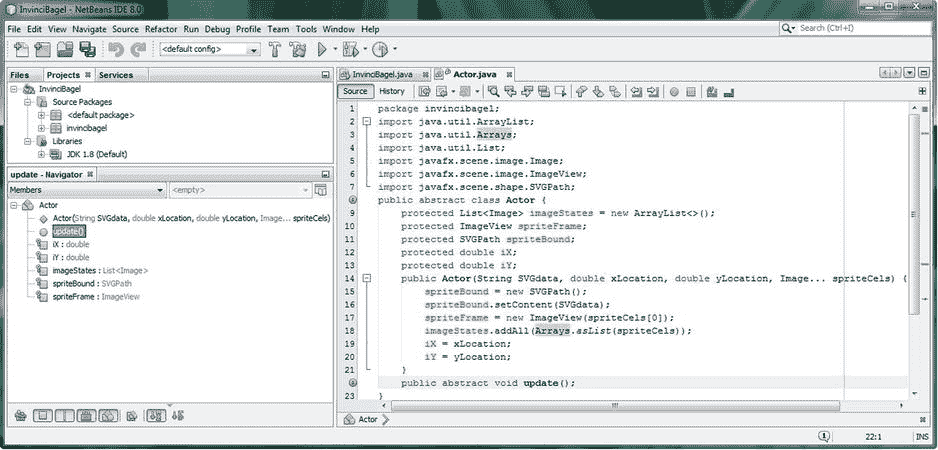 InvinciBagel - NetBeans IDE 8.0
File Edit View Navigate Source Refactor Run Debug Profile Team Tools Window Help
Search (Ctrl+I)
<default config>
Files Projects Services
InvinciBagel
Source Packages
<default package>
invincibagel
Libraries
JDK 1.8 (Default)
update - Navigator
Members <empty>
Actor
Actor(String SVGdata, double xLocation, double yLocation, Image... spriteCels)
update()
iX : double
iY : double
imageStates : List<Image>
spriteBound : SVGPath
spriteFrame : ImageView
InvinciBagel.java Actor.java
Source History
1 package invincibagel;
2 import java.util.ArrayList;
3 import java.util.Arrays;
4 import java.util.List;
5 import javafx.scene.image.Image;
6 import javafx.scene.image.ImageView;
7 import javafx.scene.shape.SVGPath;
public abstract class Actor {
9 protected List<Image> imageStates = new ArrayList<>();
10 protected ImageView spriteFrame;
11 protected SVGPath spriteBound;
12 protected double iX;
13 protected double iY;
14 public Actor(String SVGdata, double xLocation, double yLocation, Image... spriteCels) {
15 spriteBound = new SVGPath();
16 spriteBound.setContent(SVGdata);
17 spriteFrame = new ImageView(spriteCels[0]);
18 imageStates.addAll(Arrays.asList(spriteCels));
19 iX = xLocation;
20 iY = yLocation;
21 }
public abstract void update();
23 }
Actor
1 22:1 INS